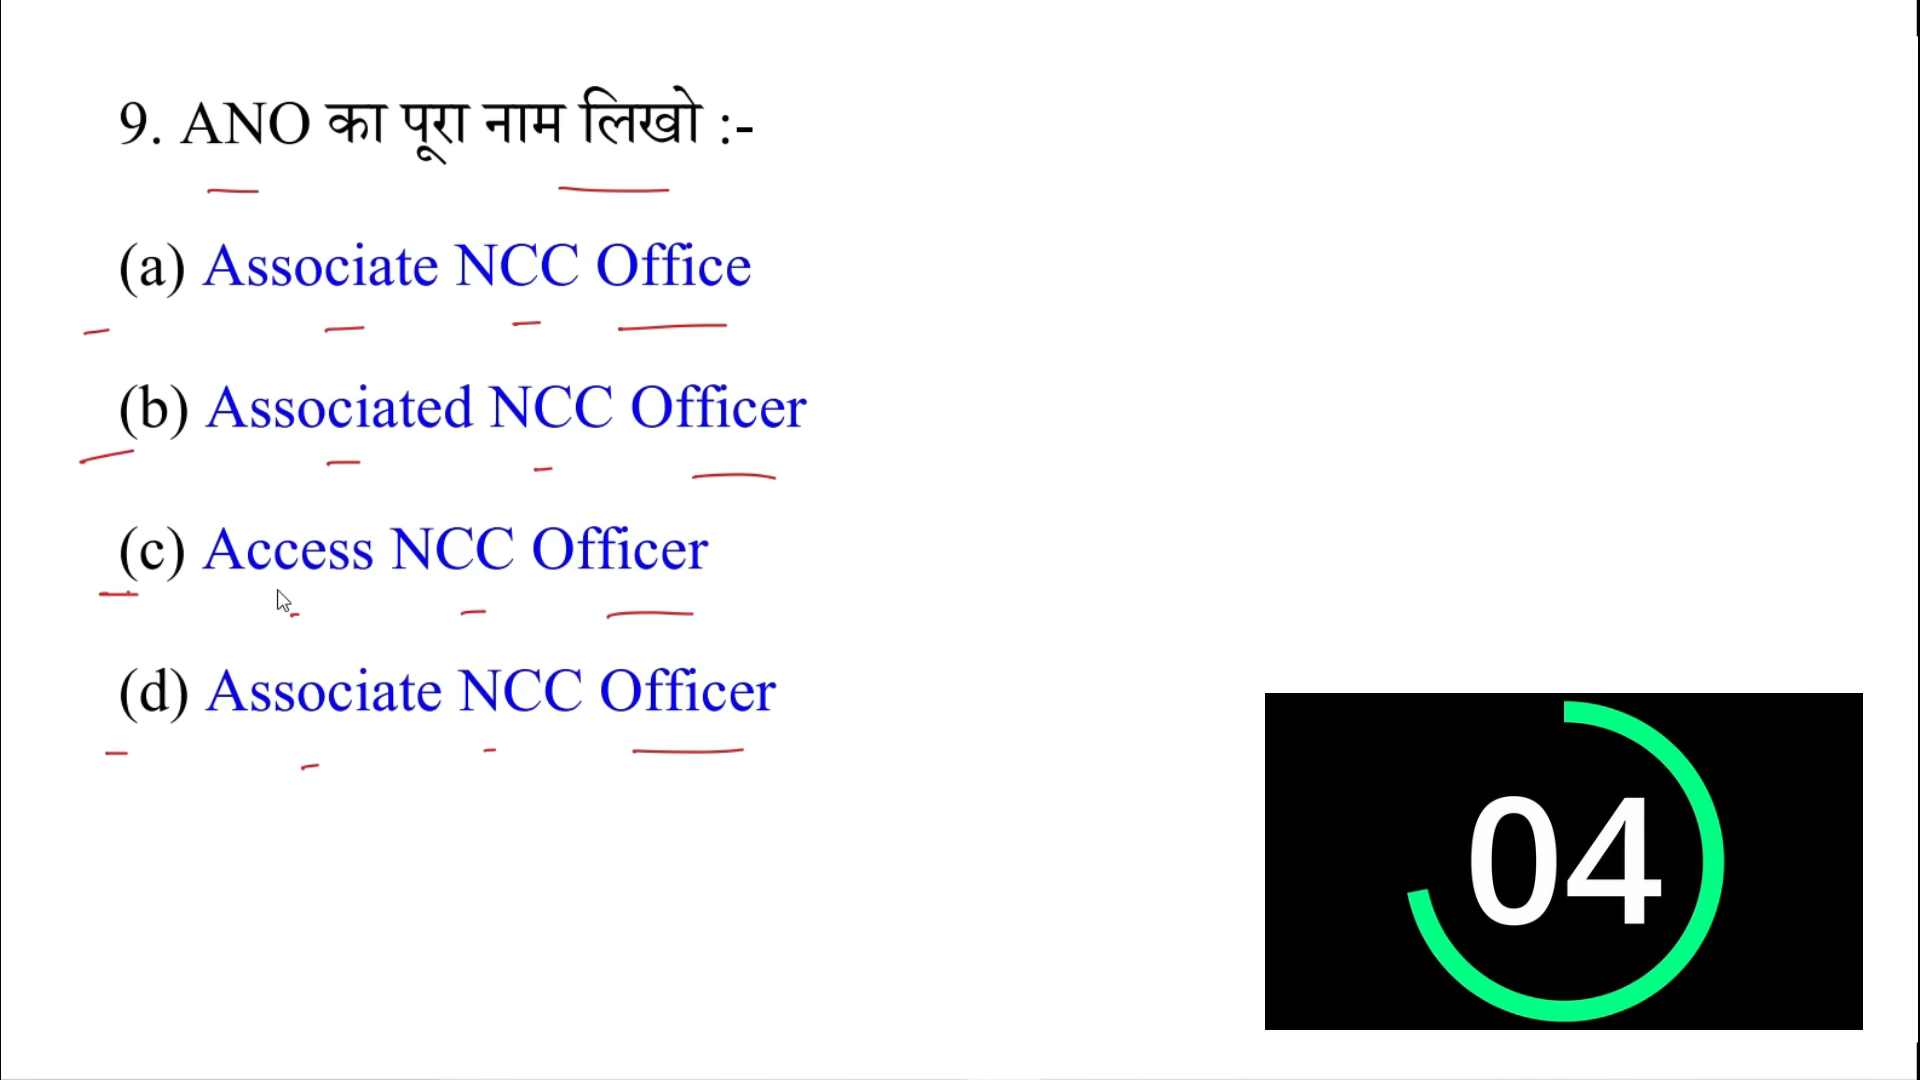 9. ANO का पूरा नाम लिखो :-
(a) Associate NCC Office
(b) Associated NCC Officer
(c) Access NCC Officer
(d) Associate NCC Officer
04